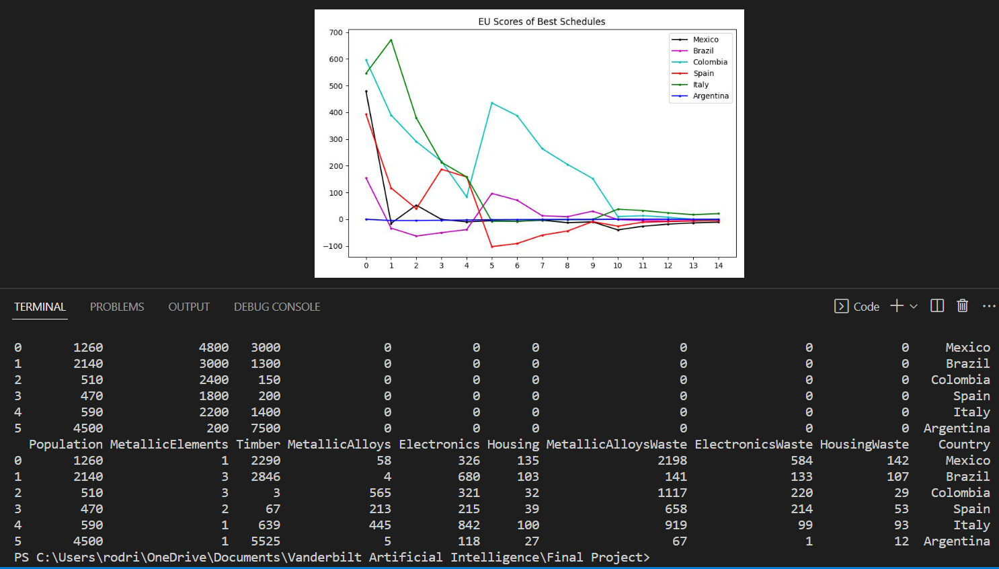 EU Scores of Best Schedules
700
600
500
400
300
200
100
0
−100
0 1 2 3 4 5 6 7 8 9 10 11 12 13 14
Mexico
Brazil
Colombia
Spain
Italy
Argentina
TERMINAL PROBLEMS OUTPUT DEBUG CONSOLE Code
0 1260 4800 3000 0 0 0 0 0 0 Mexico
1 2140 3000 1300 0 0 0 0 0 0 Brazil
2 510 2400 150 0 0 0 0 0 0 Colombia
3 470 1800 200 0 0 0 0 0 0 Spain
4 590 2200 1400 0 0 0 0 0 0 Italy
5 4500 200 7500 0 0 0 0 0 0 Argentina
Population MetallicElements Timber MetallicAlloys Electronics Housing MetallicAlloysWaste ElectronicsWaste HousingWaste Country
0 1260 1 2290 58 326 135 2198 584 142 Mexico
1 2140 3 2846 4 680 103 141 133 107 Brazil
2 510 3 3 565 321 32 1117 220 29 Colombia
3 470 2 67 213 215 39 658 214 53 Spain
4 590 1 639 445 842 100 919 99 93 Italy
5 4500 1 5525 5 118 27 67 1 12 Argentina
PS C:\Users\rodri\OneDrive\Documents\Vanderbilt Artificial Intelligence\Final Project>